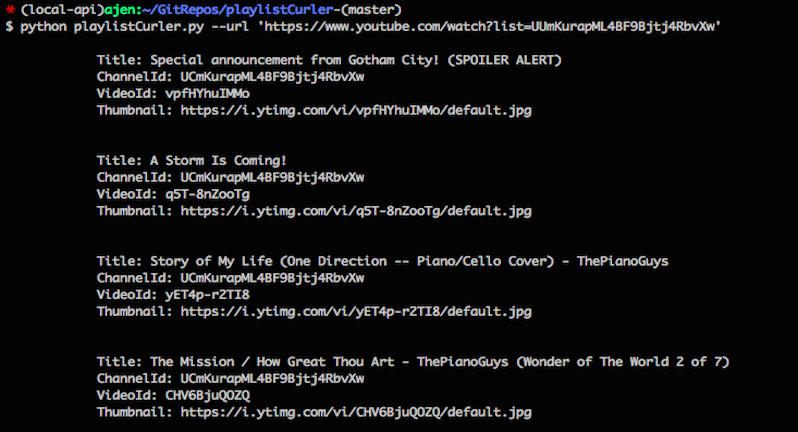 (local-api)ajen:~/GitRepos/playlistCurler-(master)
$ python playlistCurler.py --url 'https://www.youtube.com/watch?list=UUmKurapML4BF9Bjtj4RbvXw'
Title: Special announcement from Gotham City! (SPOILER ALERT)
ChannelId: UCmKurapML4BF9Bjtj4RbvXw
VideoId: vpfHYhuIMMo
Thumbnail: https://i.ytimg.com/vi/vpfHYhuIMMo/default.jpg
Title: A Storm Is Coming!
ChannelId: UCmKurapML4BF9Bjtj4RbvXw
VideoId: q5T-8nZooTg
Thumbnail: https://i.ytimg.com/vi/q5T-8nZooTg/default.jpg
Title: Story of My Life (One Direction -- Piano/Cello Cover) - ThePianoGuys
ChannelId: UCmKurapML4BF9Bjtj4RbvXw
VideoId: yET4p-r2TI8
Thumbnail: https://i.ytimg.com/vi/yET4p-r2TI8/default.jpg
Title: The Mission / How Great Thou Art - ThePianoGuys (Wonder of The World 2 of 7)
ChannelId: UCmKurapML4BF9Bjtj4RbvXw
VideoId: CHV6BjuQOZQ
Thumbnail: https://i.ytimg.com/vi/CHV6BjuQOZQ/default.jpg